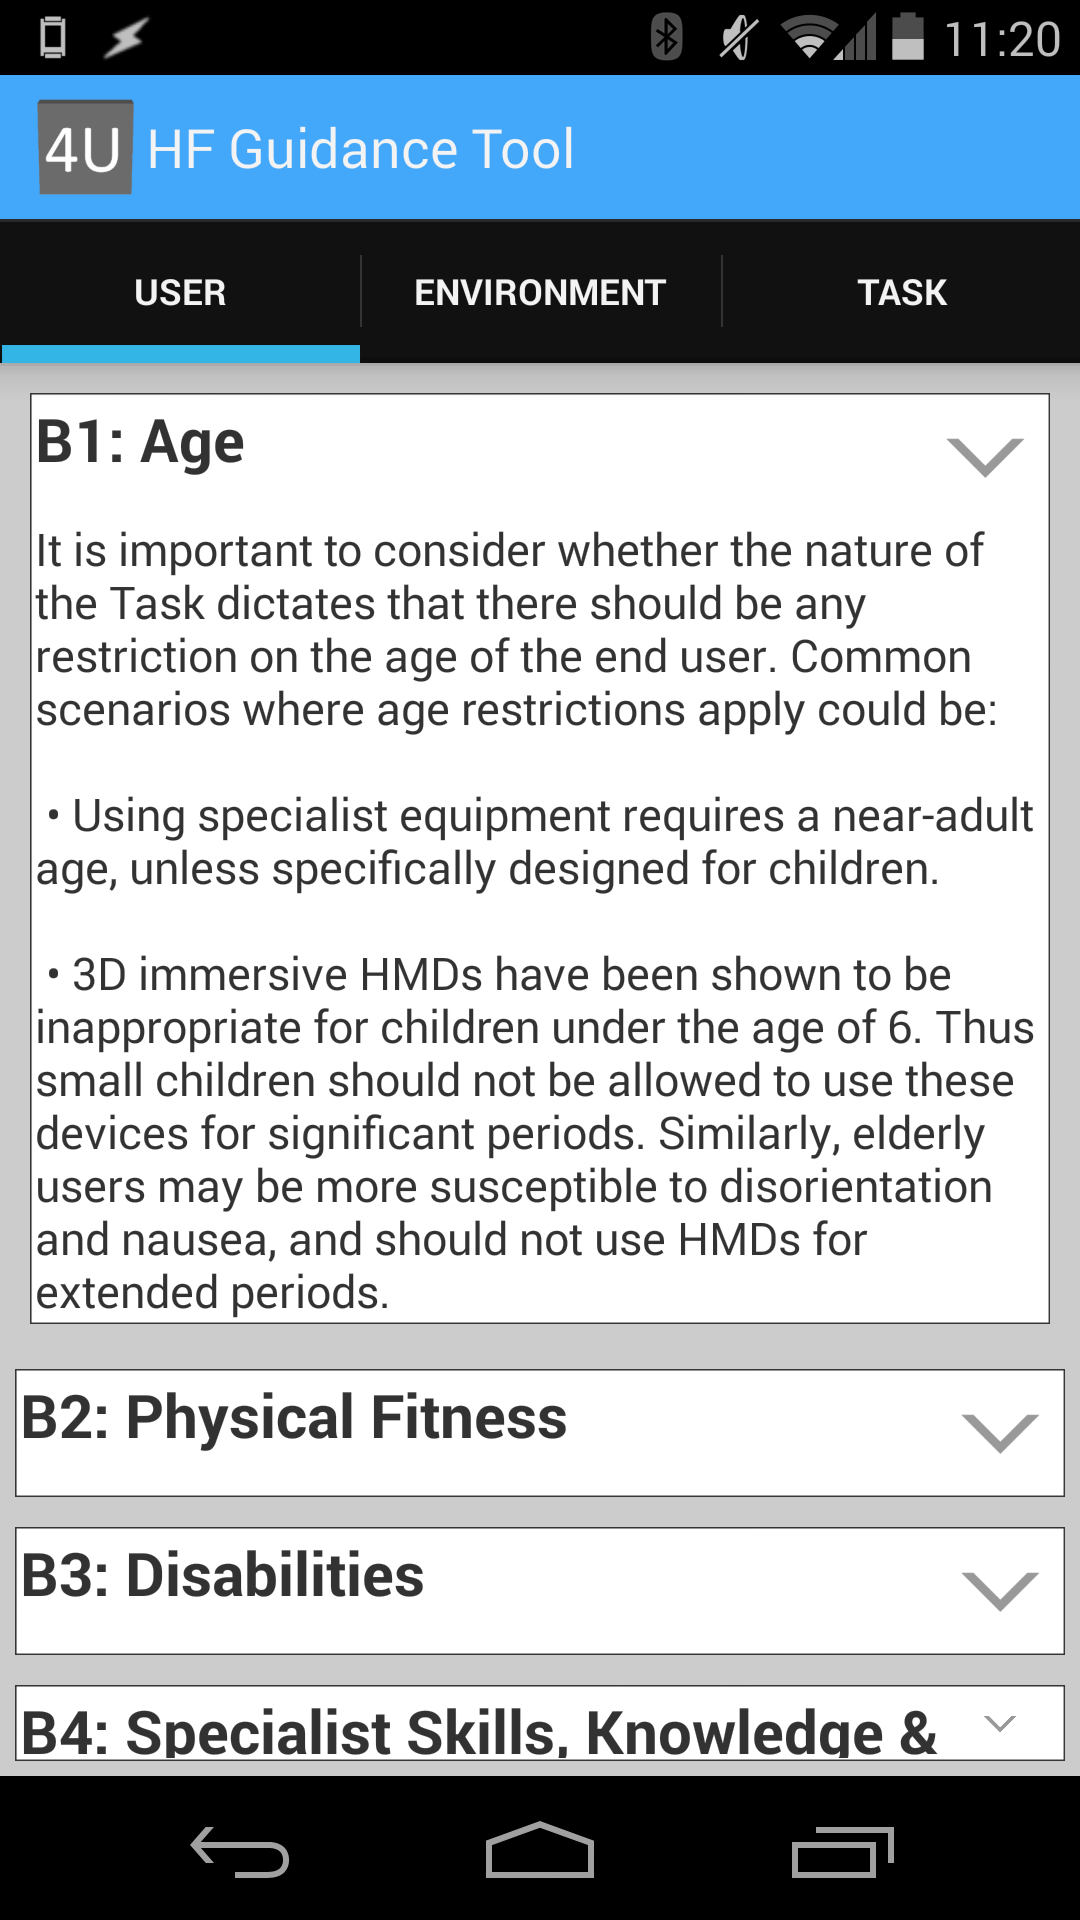 11:20
4U HF Guidance Tool
USER ENVIRONMENT TASK
B1: Age
It is important to consider whether the nature of
the Task dictates that there should be any
restriction on the age of the end user. Common
scenarios where age restrictions apply could be:
• Using specialist equipment requires a near-adult
age, unless specifically designed for children.
• 3D immersive HMDs have been shown to be
inappropriate for children under the age of 6. Thus
small children should not be allowed to use these
devices for significant periods. Similarly, elderly
users may be more susceptible to disorientation
and nausea, and should not use HMDs for
extended periods.
B2: Physical Fitness
B3: Disabilities
B4: Specialist Skills, Knowledge &